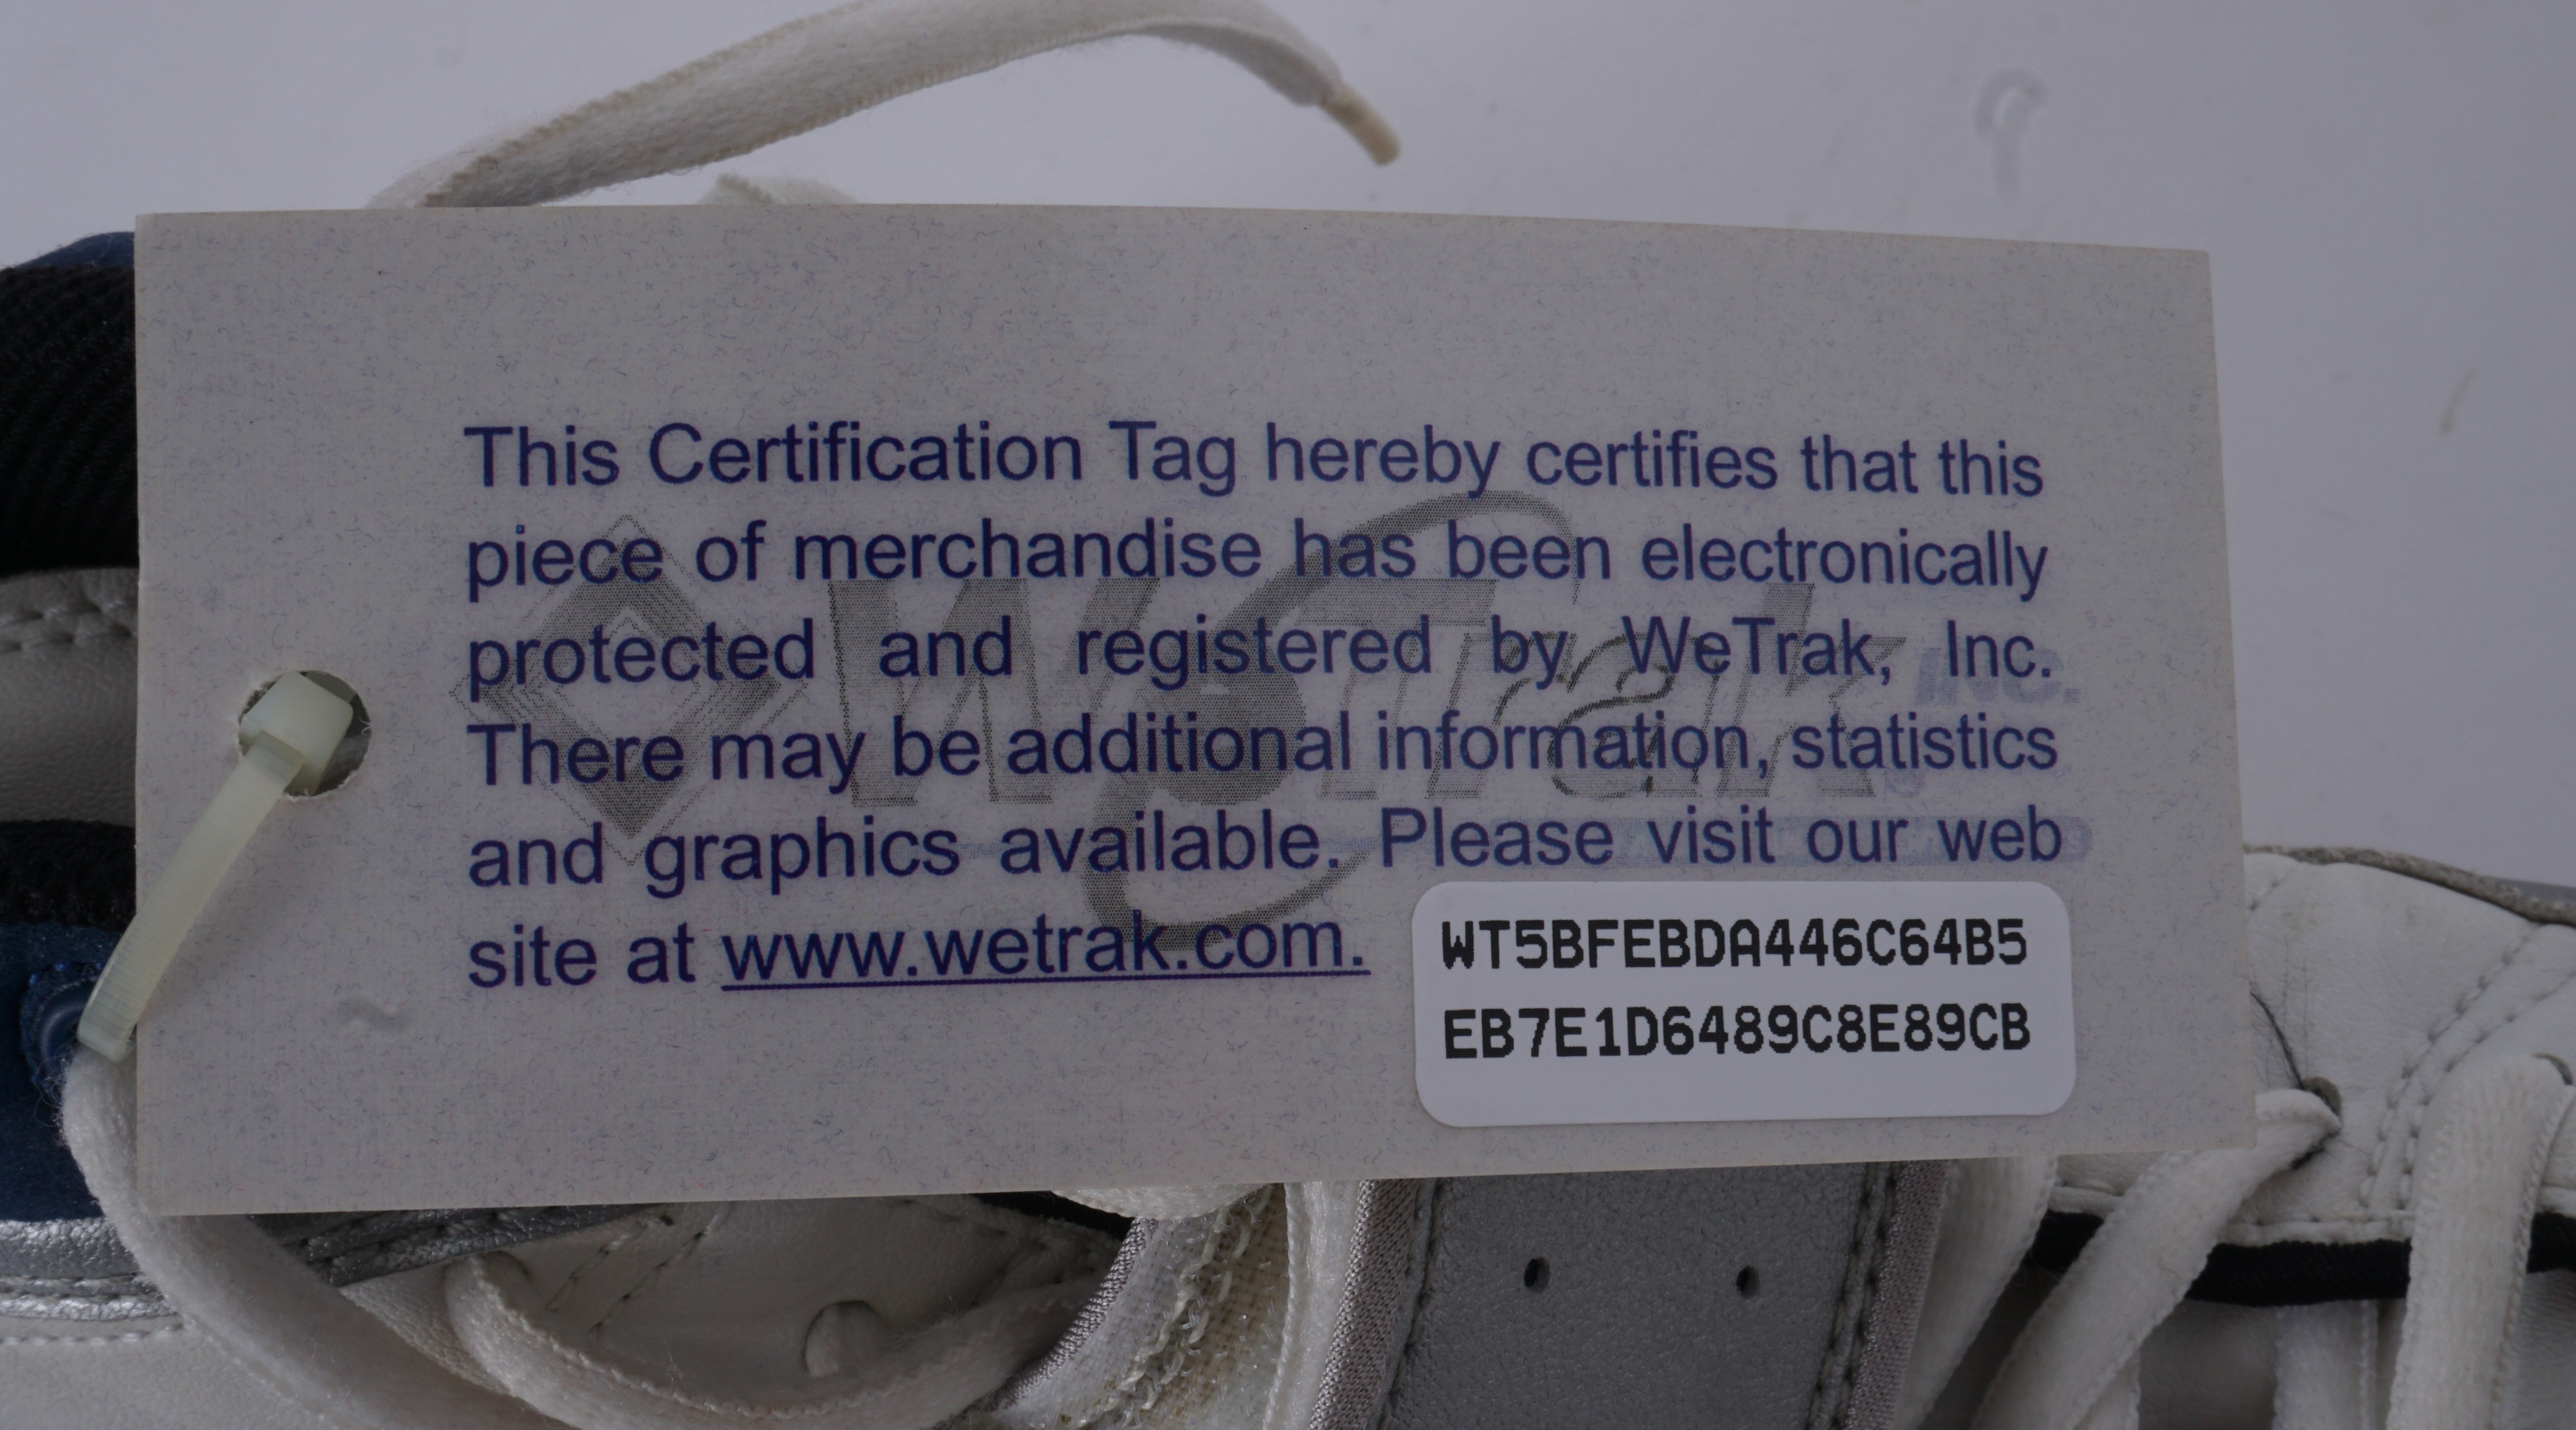 This Certification Tag hereby certifies that this
piece of merchandise has been electronically
protected and registered by WeTrak, Inc.
There may be additional information, statistics
and graphics available. Please visit our web
site at www.wetrak.com.
WT5BFEBDA446C64B5
EB7E1D6489C8E89CB
WeTrak
INC.